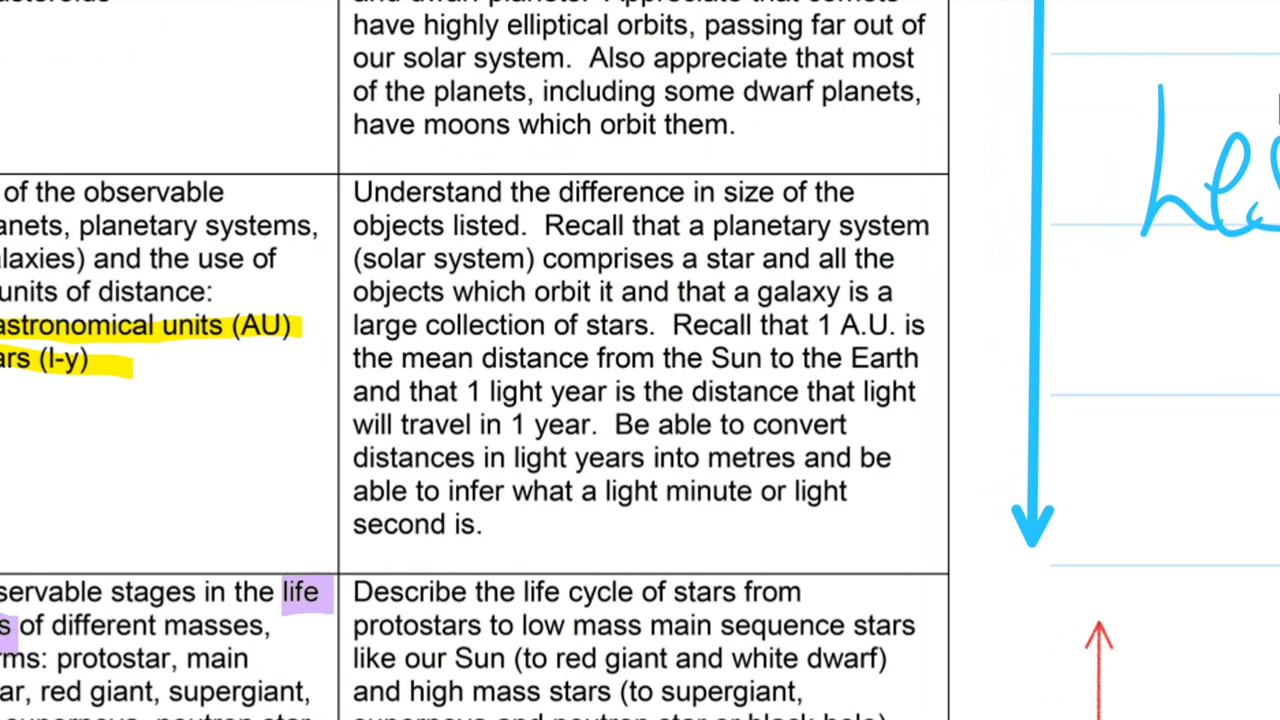 have highly elliptical orbits, passing far out of
our solar system. Also appreciate that most
of the planets, including some dwarf planets,
have moons which orbit them.
of the observable
planetary systems,
and the use of
units of distance:
astronomical units (AU)
(l-y)
Understand the difference in size of the
objects listed. Recall that a planetary system
(solar system) comprises a star and all the
objects which orbit it and that a galaxy is a
large collection of stars. Recall that 1 A.U. is
the mean distance from the Sun to the Earth
and that 1 light year is the distance that light
will travel in 1 year. Be able to convert
distances in light years into metres and be
able to infer what a light minute or light
second is.
stages in the life
of different masses,
protostar, main
red giant, supergiant,
Describe the life cycle of stars from
protostars to low mass main sequence stars
like our Sun (to red giant and white dwarf)
and high mass stars (to supergiant,